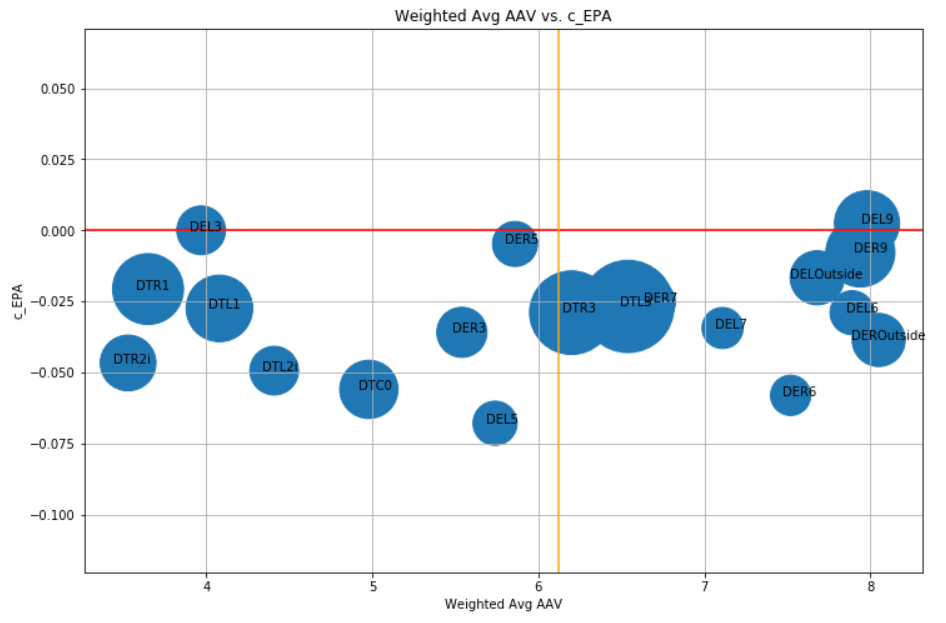 Weighted Avg AAV vs. c_EPA
0.050
0.025
0.000
−0.025
−0.050
−0.075
−0.100
c_EPA
DEL3
DEL9
DER5
DER9
DELOutside
DTR1
DTL1
DTR3
DTL3
DER7
DEL6
DER3
DEL7
DEROutside
DTR2i
DTL2i
DTC0
DER6
DEL5
4
5
6
7
8
Weighted Avg AAV